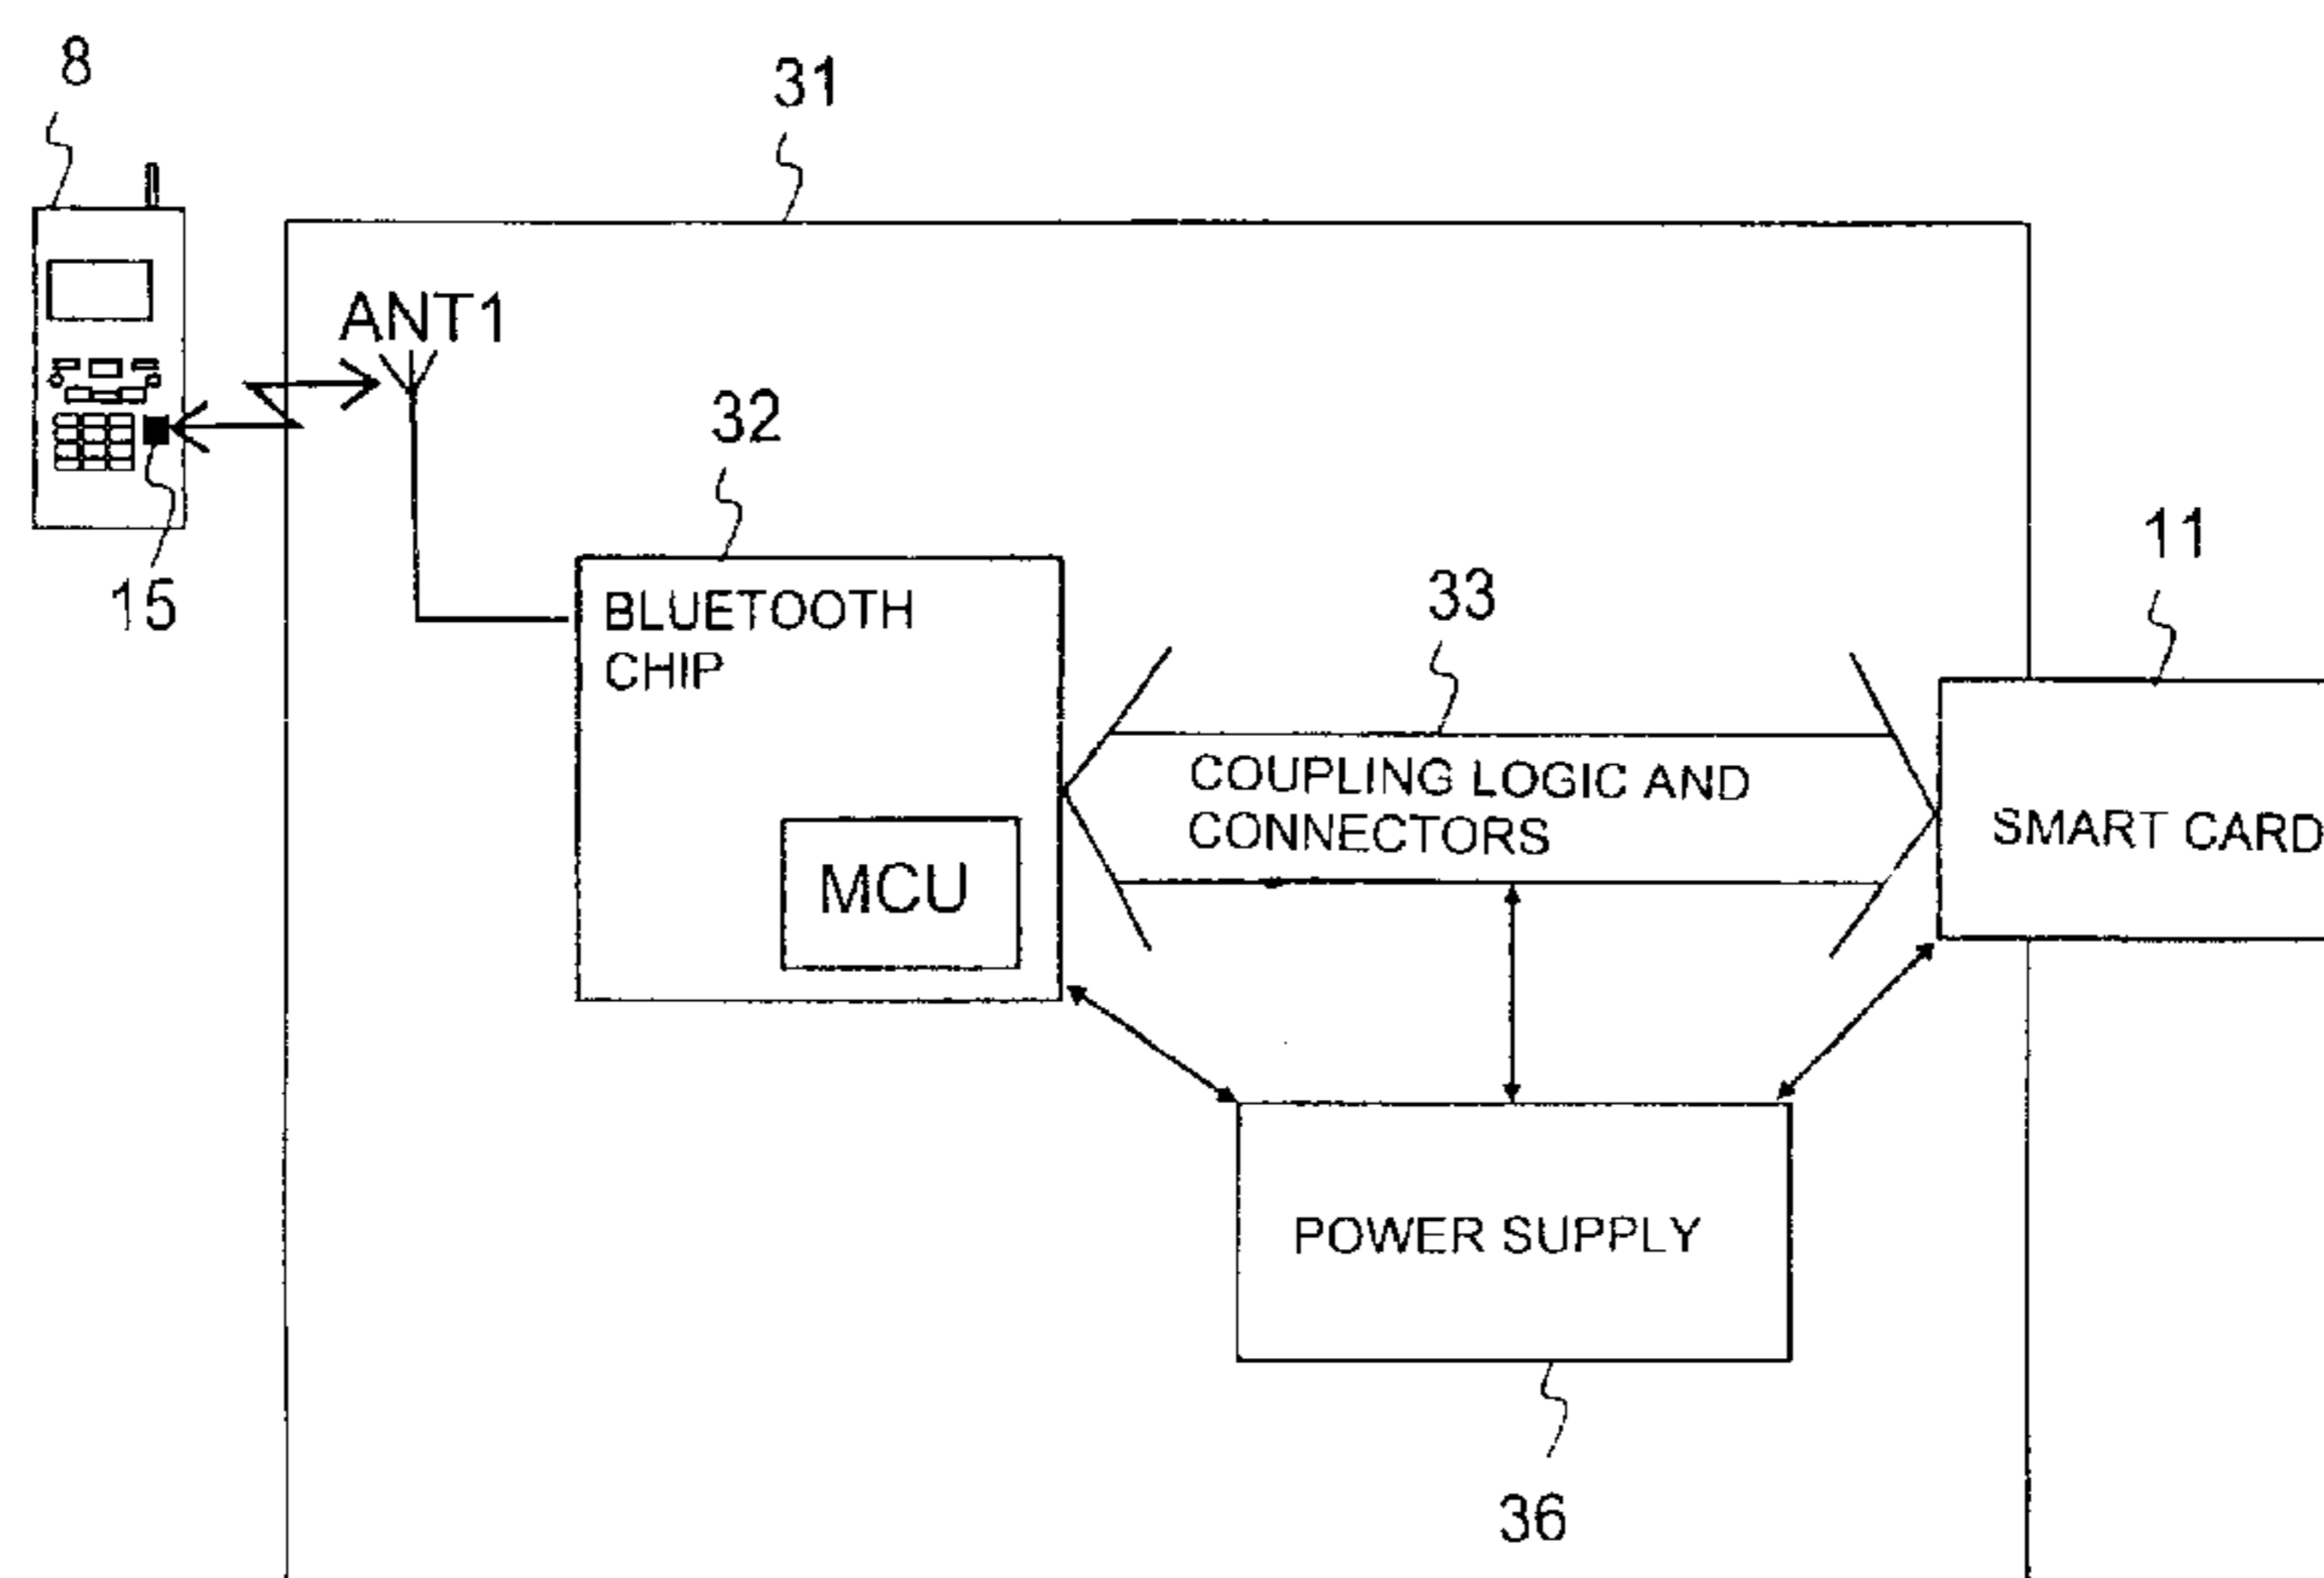 8
31
ANT1
32
15
BLUETOOTH
CHIP
33
11
COUPLING LOGIC AND
CONNECTORS
SMART CARD
MCU
POWER SUPPLY
36